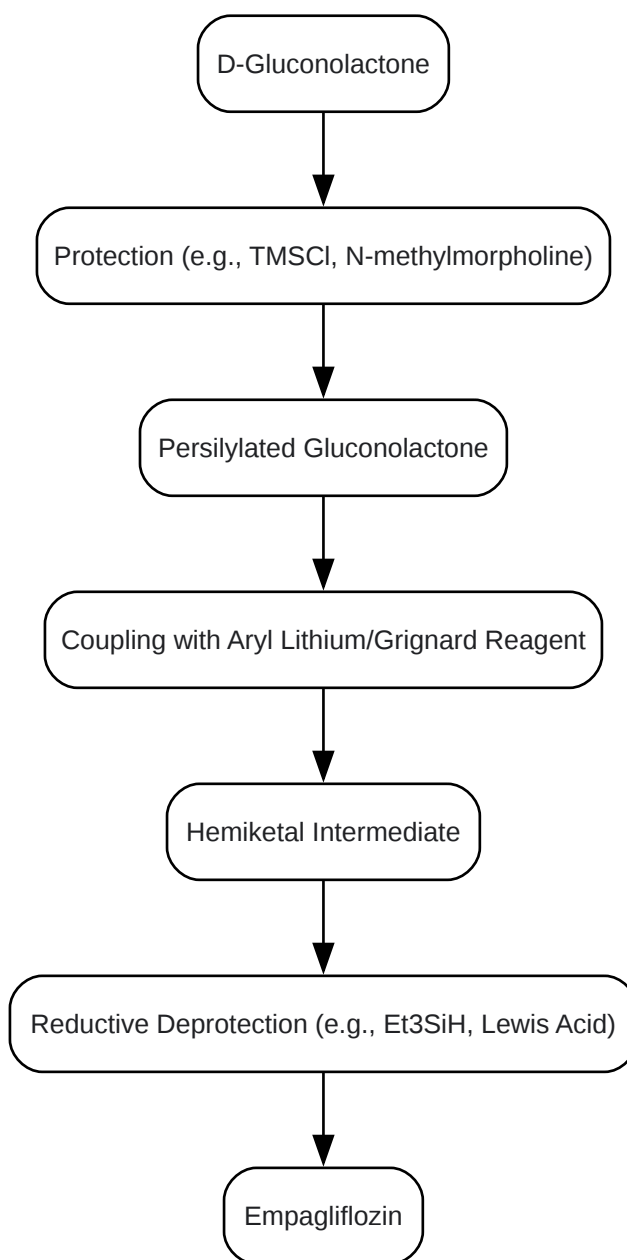 D-Gluconolactone
Protection (e.g., TMSCl, N-methylmorpholine)
Persilylated Gluconolactone
Coupling with Aryl Lithium/Grignard Reagent
Hemiketal Intermediate
Reductive Deprotection (e.g., Et3SiH, Lewis Acid)
Empagliflozin